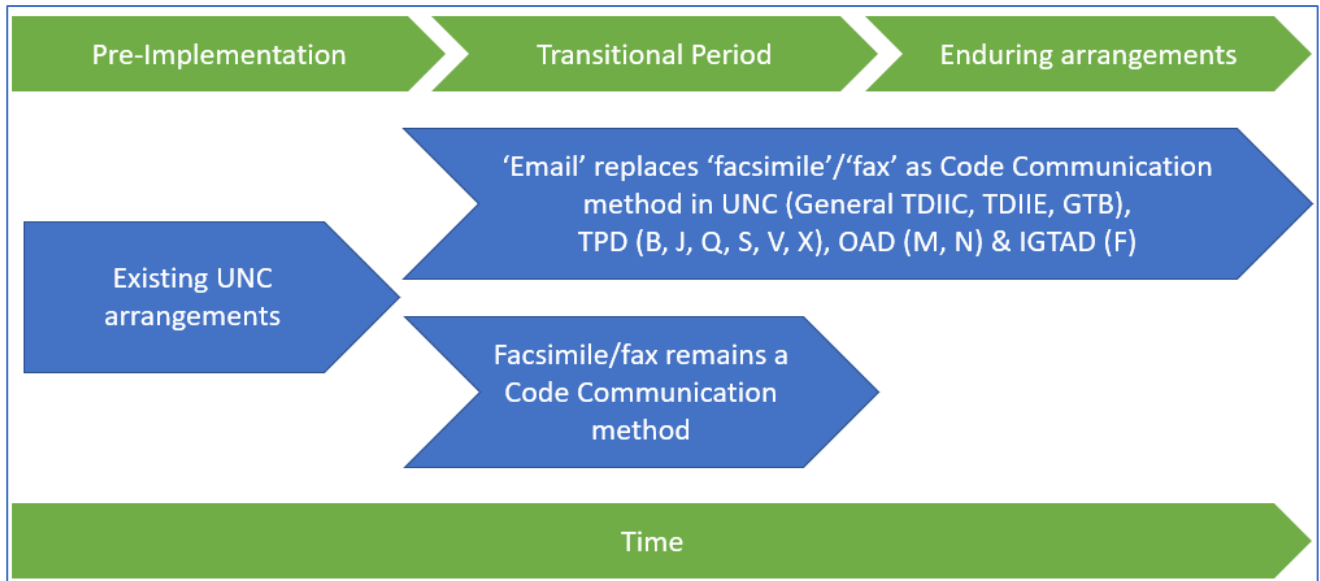 Pre-Implementation
Transitional Period
Enduring arrangements
‘Email’ replaces ‘facsimile’/‘fax’ as Code Communication
method in UNC (General TDIIC, TDIIE, GTB),
TPD (B, J, Q, S, V, X), OAD (M, N) & IGTAD (F)
Existing UNC
arrangements
Facsimile/fax remains a
Code Communication
method
Time